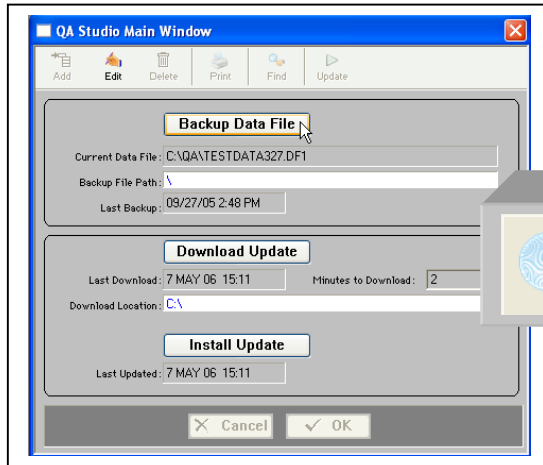 QA Studio Main Window
Add Edit Delete Print Find Update
Backup Data File
Current Data File: C:\QA\TESTDATA327.DF1
Backup File Path: \
Last Backup: 09/27/05 2:48 PM
Download Update
Last Download: 7 MAY 06 15:11 Minutes to Download: 2
Download Location: C:\
Install Update
Last Updated: 7 MAY 06 15:11
Cancel OK